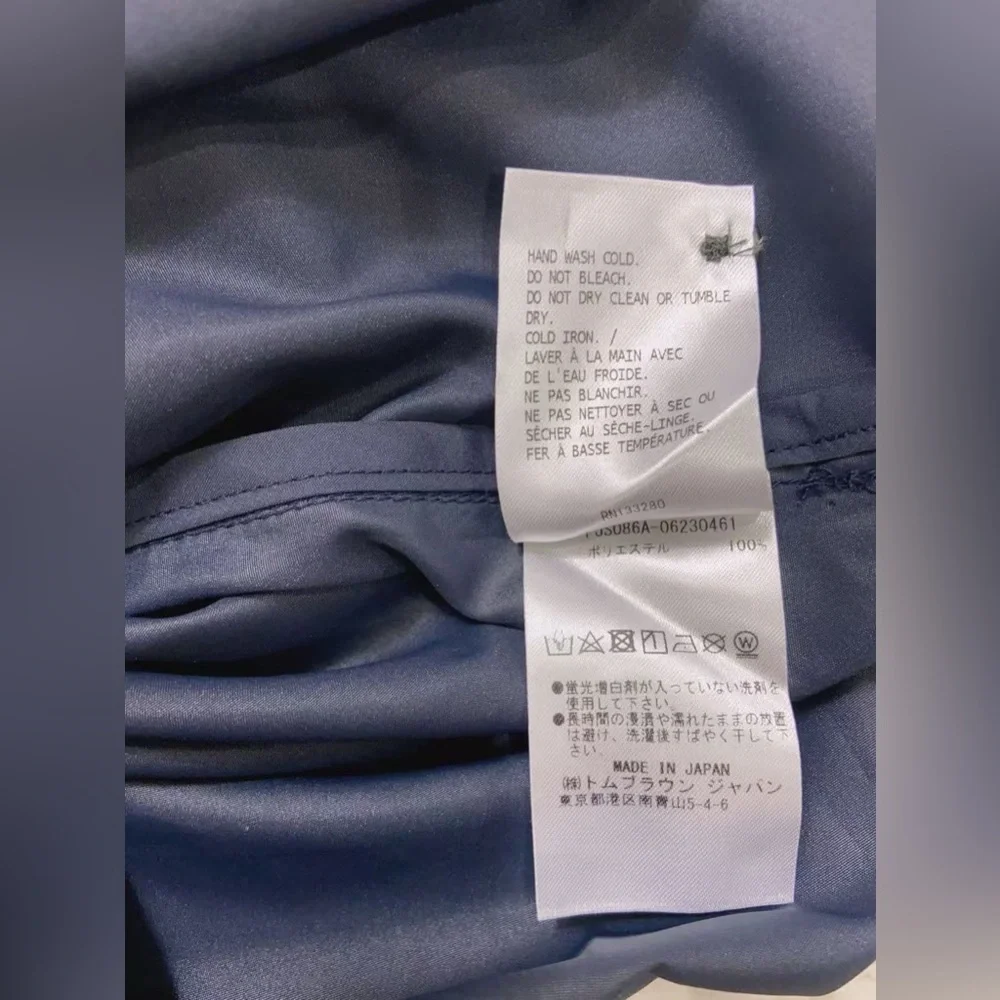 HAND WASH COLD.
DO NOT BLEACH.
DO NOT DRY CLEAN OR TUMBLE
DRY.
COLD IRON. /
LAVER À LA MAIN AVEC
DE L'EAU FROIDE.
NE PAS BLANCHIR.
NE PAS NETTOYER À SEC OU
SÉCHER AU SÈCHE-LINGE.
FER À BASSE TEMPÉRATURE.
RN133280
06230461
ポリエステル 100%
W
●蛍光増白剤が入っていない洗剤を
使用して下さい。
●長時間の浸漬や濡れたままの放置
は避け、洗濯後すばやく干して下
さい。
MADE IN JAPAN
㈱トムブラウン ジャパン
東京都港区南青山5-4-6